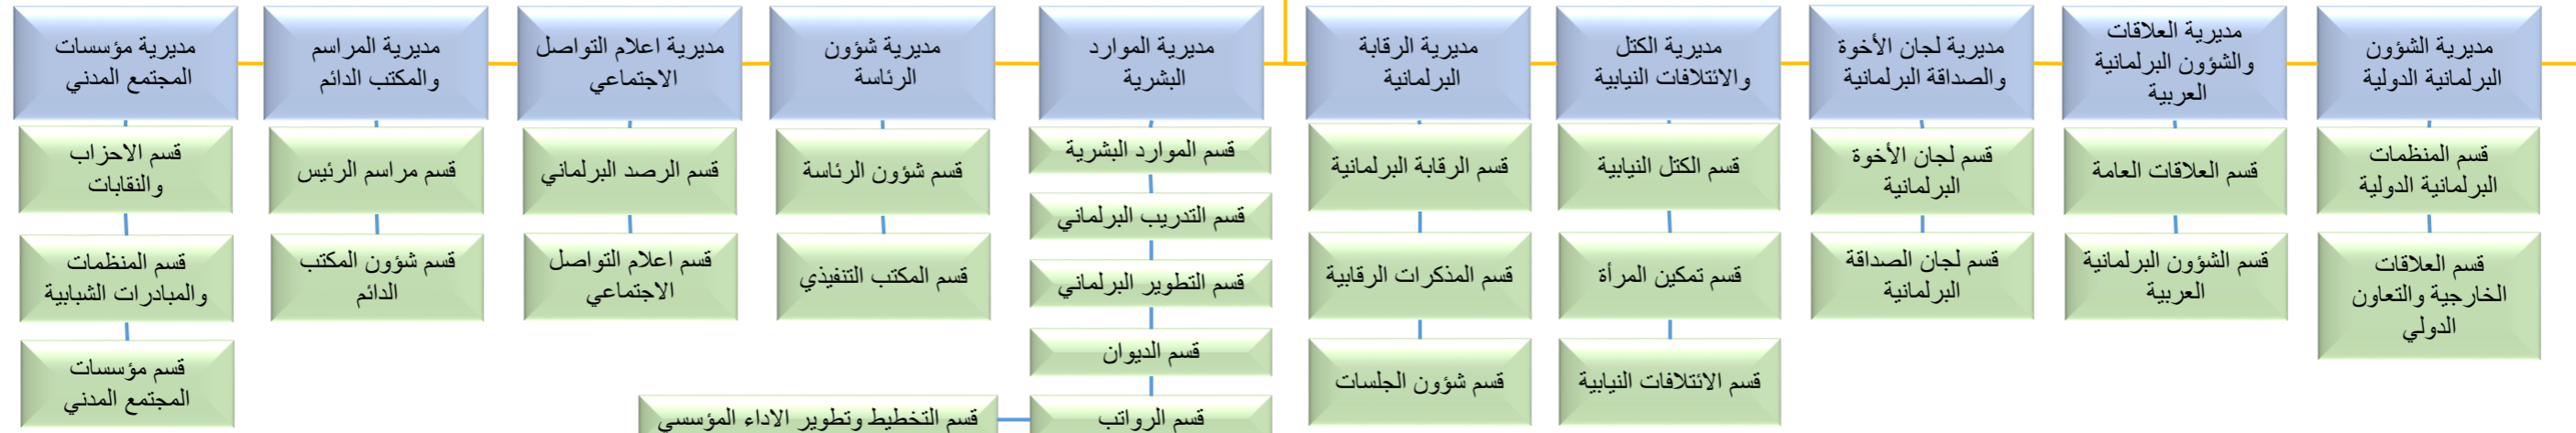 مديرية الشؤون
البرلمانية الدولية
مديرية العلاقات
والشؤون البرلمانية
العربية
مديرية لجان الأخوة
والصداقة البرلمانية
مديرية الكتل
والائتلافات النيابية
مديرية الرقابة
البرلمانية
مديرية الموارد
البشرية
مديرية شؤون
الرئاسة
مديرية اعلام التواصل
الاجتماعي
مديرية المراسم
والمكتب الدائم
مديرية مؤسسات
المجتمع المدني
قسم المنظمات
البرلمانية الدولية
قسم العلاقات
الخارجية والتعاون
الدولي
قسم العلاقات العامة
قسم الشؤون البرلمانية
العربية
قسم لجان الأخوة
البرلمانية
قسم لجان الصداقة
البرلمانية
قسم الكتل النيابية
قسم تمكين المرأة
قسم الائتلافات النيابية
قسم الرقابة البرلمانية
قسم المذكرات الرقابية
قسم شؤون الجلسات
قسم الموارد البشرية
قسم التدريب البرلماني
قسم التطوير البرلماني
قسم الديوان
قسم الرواتب
قسم التخطيط وتطوير الاداء المؤسسي
قسم شؤون الرئاسة
قسم المكتب التنفيذي
قسم الرصد البرلماني
قسم اعلام التواصل
الاجتماعي
قسم مراسم الرئيس
قسم شؤون المكتب
الدائم
قسم الاحزاب
والنقابات
قسم المنظمات
والمبادرات الشبابية
قسم مؤسسات
المجتمع المدني